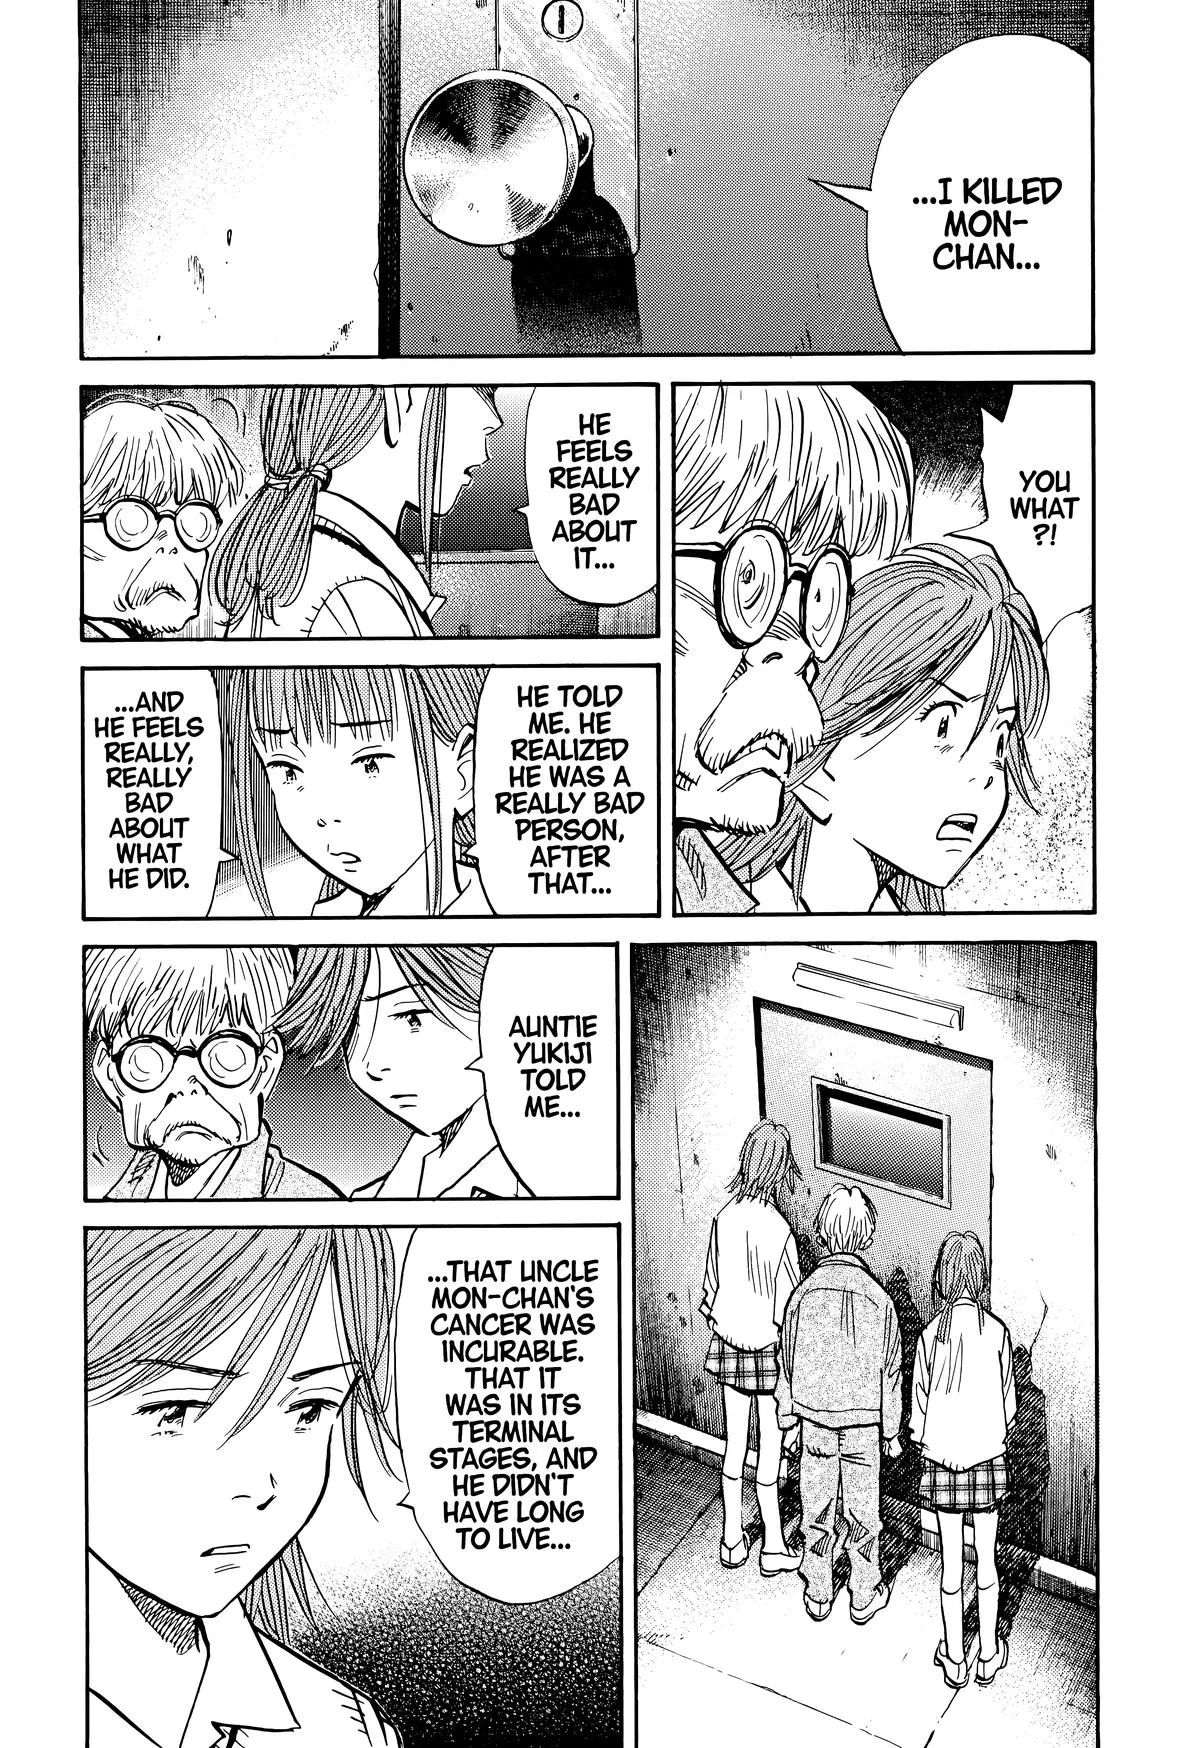 ...I KILLED
MON-
CHAN...
YOU
WHAT
?!
HE
FEELS
REALLY
BAD
ABOUT
IT...
HE TOLD
ME. HE
REALIZED
HE WAS A
REALLY BAD
PERSON,
AFTER
THAT...
...AND
HE FEELS
REALLY,
REALLY
BAD
ABOUT
WHAT
HE DID.
AUNTIE
YUKIJI
TOLD
ME...
...THAT UNCLE
MON-CHAN'S
CANCER WAS
INCURABLE.
THAT IT
WAS IN ITS
TERMINAL
STAGES, AND
HE DIDN'T
HAVE LONG
TO LIVE...